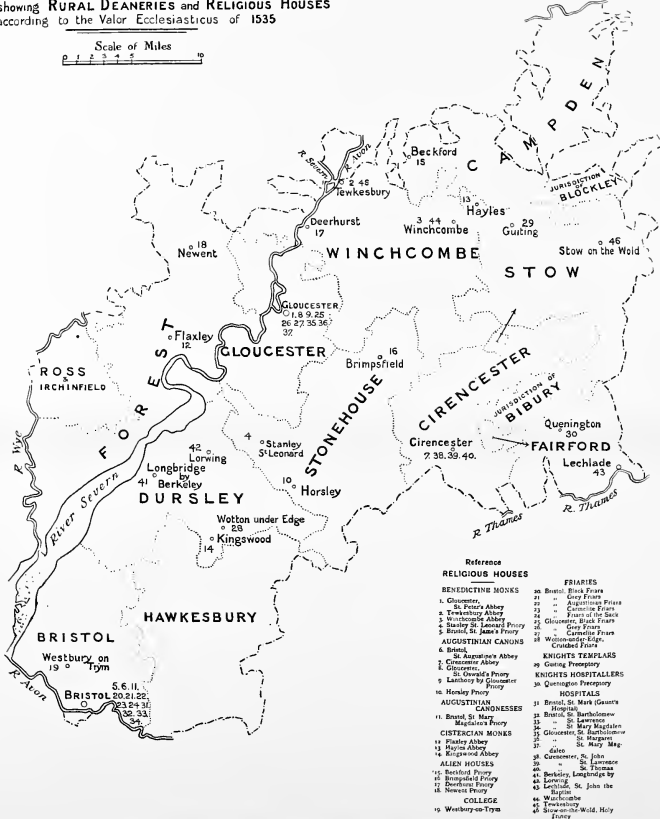 showing RURAL DEANERIES and RELIGIOUS HOUSES
according to the Valor Ecclesiasticus of 1535
Scale of Miles
0 1 2 3 4 5 10
CAMPDEN
JURISDICTION
OF
BLOCKLEY
R Severn
R Avon
2 45
Tewkesbury
Beckford
15
13
Hayles
3 44
Winchcombe
29
Guiting
46
Stow on the Wold
Deerhurst
17
WINCHCOMBE
STOW
18
Newent
GLOUCESTER
1. 8 9. 25
26 27. 35 36
37.
Flaxley
12
GLOUCESTER
ROSS
&
IRCHINFIELD
FOREST
R Wye
River Severn
16
Brimpsfield
STONEHOUSE
CIRENCESTER
JURISDICTION OF
BIBURY
Quenington
30
FAIRFORD
Lechlade
43
Cirencester
7. 38. 39. 40.
R Thames
R. Thames
4
Stanley
St Leonard
42
Lorwing
Longbridge
by
Berkeley
41
DURSLEY
10
Horsley
Wotton under Edge
28
Kingswood
14
HAWKESBURY
BRISTOL
Westbury on
Trym
19
R Avon
BRISTOL
5. 6. 11.
20. 21. 22.
23 24 31.
32. 33.
34.
Reference
RELIGIOUS HOUSES
BENEDICTINE MONKS
1. Gloucester,
St. Peter's Abbey
2. Tewkesbury Abbey
3. Winchcombe Abbey
4. Stanley St. Leonard Priory
5. Bristol, St. Jame's Priory
AUGUSTINIAN CANONS
6. Bristol,
St. Augustine's Abbey
7. Cirencester Abbey
8. Gloucester,
St. Oswald's Priory
9 Lanthony by Gloucester
Priory
10. Horsley Priory
AUGUSTINIAN
CANONESSES
11. Bristol, St Mary
Magdalen's Priory
CISTERCIAN MONKS
12 Flaxley Abbey
13 Hayles Abbey
14. Kingswood Abbey
ALIEN HOUSES
15. Beckford Priory
16 Brimpsfield Priory
17 Deerhurst Priory
18. Newent Priory
COLLEGE
19. Westbury-on-Trym
FRIARIES
20. Bristol, Black Friars
21 " Grey Friars
22 " Augustinian Friars
23 " Carmelite Friars
24 " Friars of the Sack
25 Gloucester, Black Friars
26. " Grey Friars
27 " Carmelite Friars
28 Wotton-under-Edge,
Crutched Friars
KNIGHTS TEMPLARS
29 Guiting Preceptory
KNIGHTS HOSPITALLERS
30. Quenington Preceptory
HOSPITALS
31 Bristol, St Mark (Gaunt's
Hospital)
32. Bristol, St Bartholomew
33 " St. Lawrence
34. " St Mary Magdalen
35. Gloucester, St Bartholomew
36. " St. Margaret
37. " St. Mary Mag-
dalen
38. Cirencester, St. John
39. " St Lawrence
40. " St. Thomas
41. Berkeley, Longbridge by
42. Lorwing
43. Lechlade, St. John the
Baptist
44. Winchcombe
45. Tewkesbury
46 Stow-on-the-Wold, Holy
Trinity